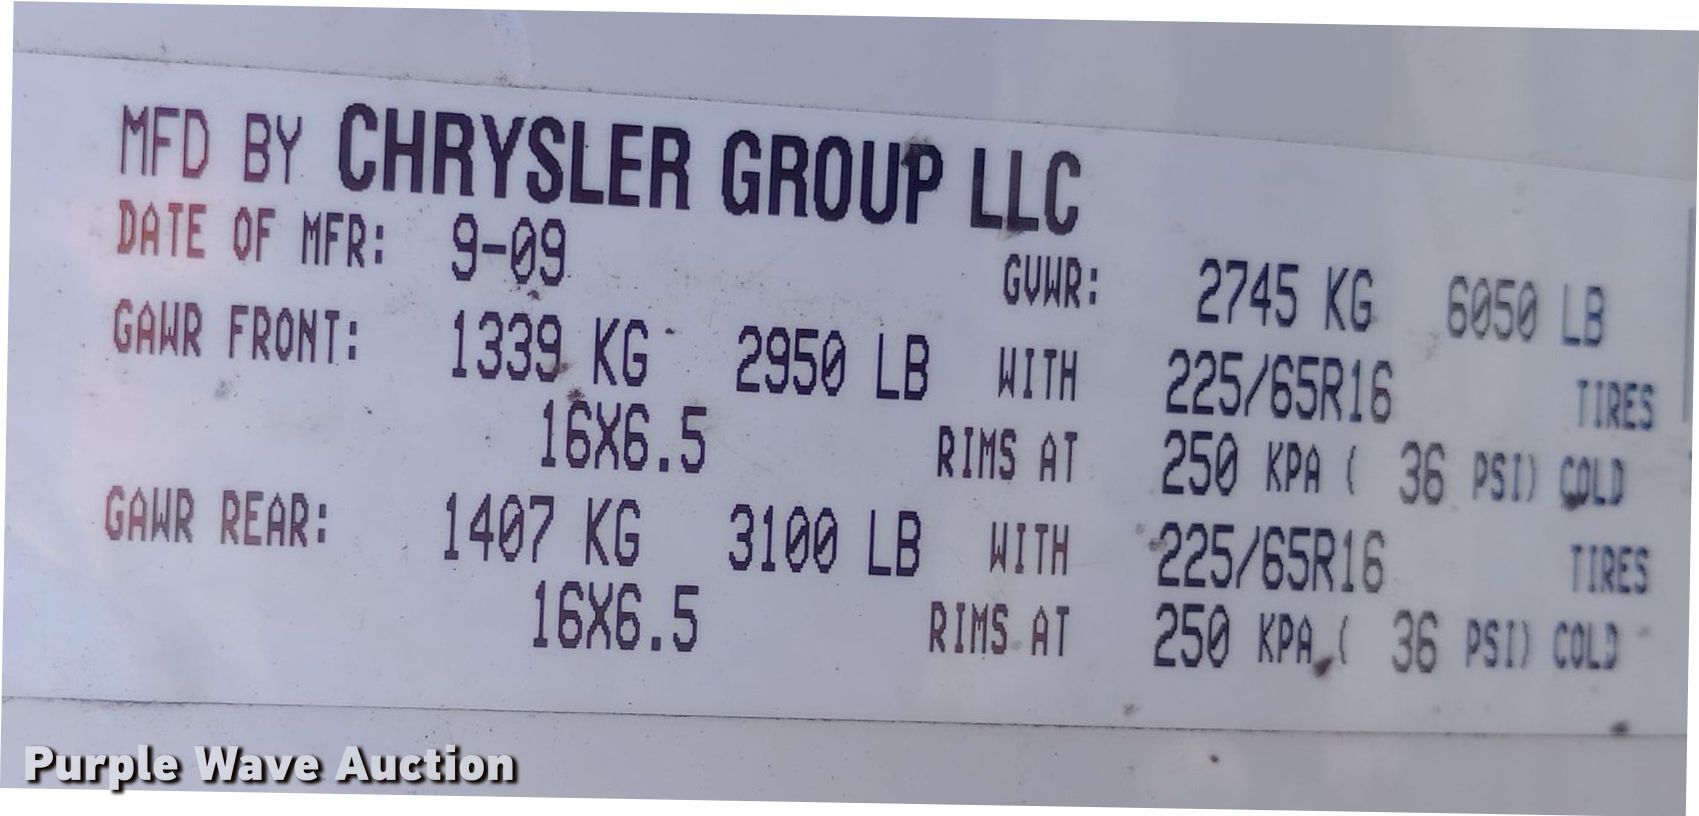 MFD BY CHRYSLER GROUP LLC
DATE OF MFR: 9-09 GVWR: 2745 KG 6050 LB
GAWR FRONT: 1339 KG 2950 LB WITH 225/65R16 TIRES
16X6.5 RIMS AT 250 KPA ( 36 PSI) COLD
GAWR REAR: 1407 KG 3100 LB WITH 225/65R16 TIRES
16X6.5 RIMS AT 250 KPA ( 36 PSI) COLD
Purple Wave Auction